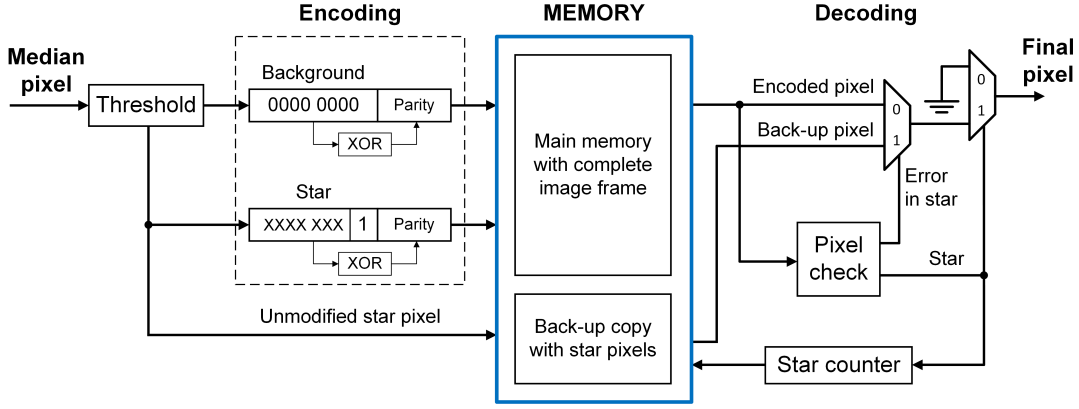 Encoding
MEMORY
Decoding
Median
pixel
Threshold
Background
0000 0000
Parity
XOR
Star
XXXX XXX
1
Parity
XOR
Unmodified star pixel
Main memory
with complete
image frame
Back-up copy
with star pixels
Encoded pixel
Back-up pixel
0
1
Error
in star
Pixel
check
Star
Star counter
0
1
Final
pixel